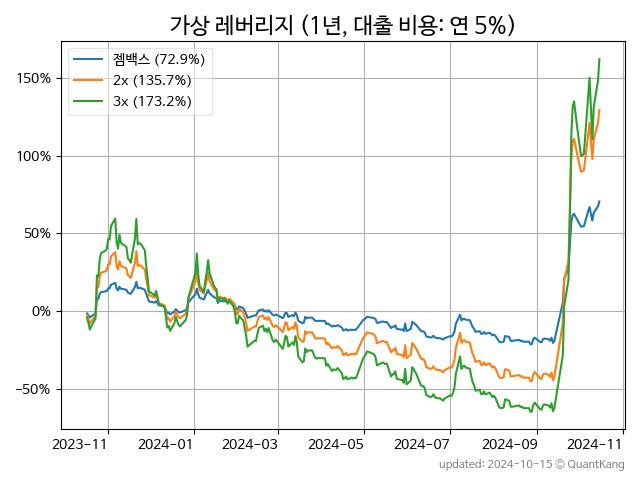 가상 레버리지 (1년, 대출 비용: 연 5%)
젬백스 (72.9%)
2x (135.7%)
3x (173.2%)
150%
100%
50%
0%
−50%
2023-11 2024-01 2024-03 2024-05 2024-07 2024-09 2024-11
updated: 2024-10-15 © QuantKang